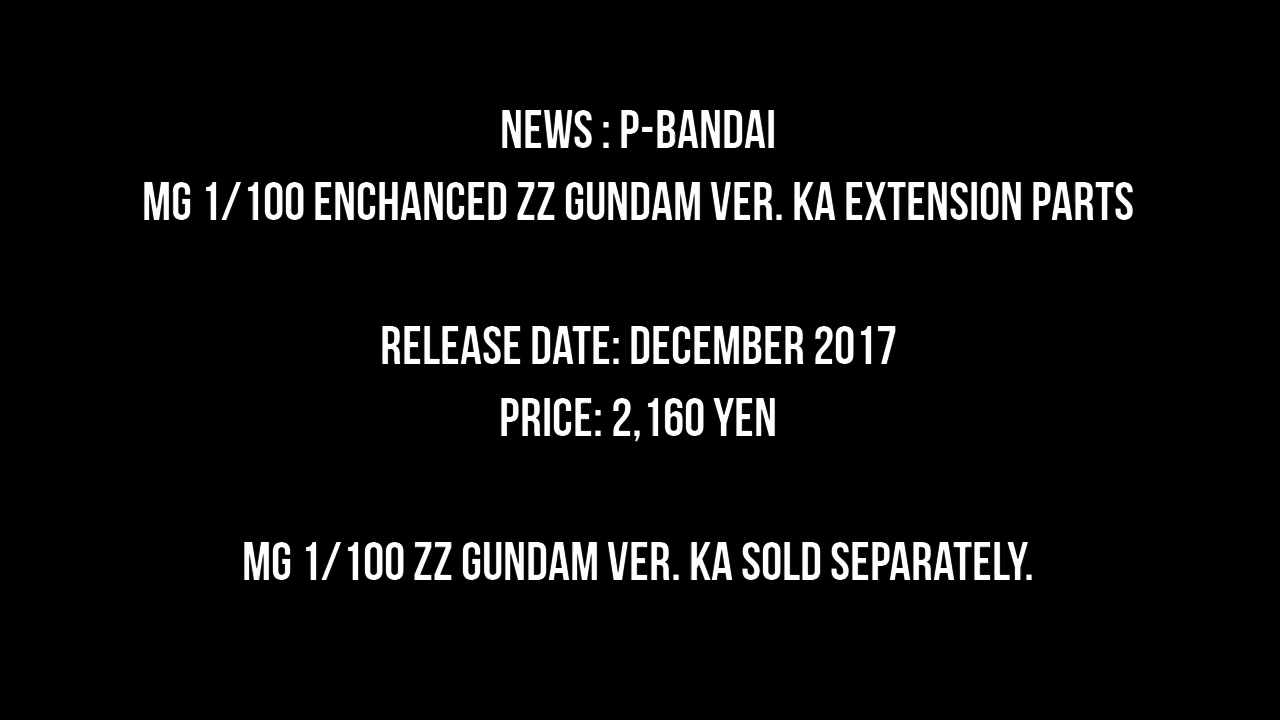 NEWS : P-BANDAI
MG 1/100 ENCHANCED ZZ GUNDAM VER. KA EXTENSION PARTS
RELEASE DATE: DECEMBER 2017
PRICE: 2,160 YEN
MG 1/100 ZZ GUNDAM VER. KA SOLD SEPARATELY.